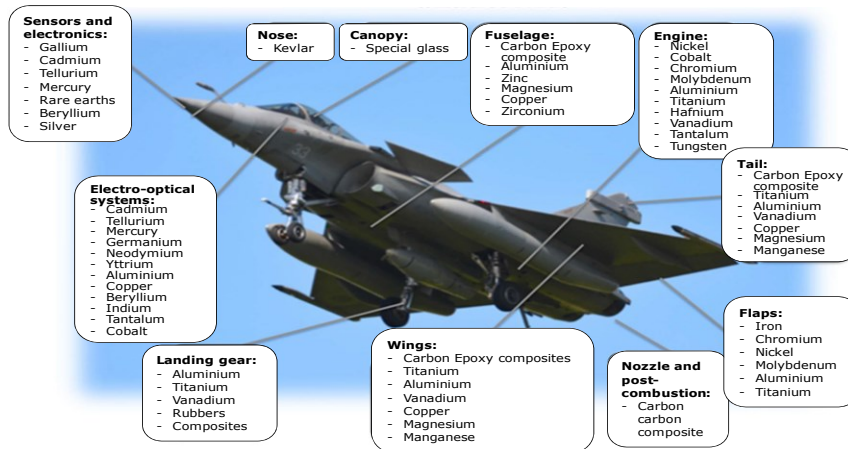 Sensors and
electronics:
- Gallium
- Cadmium
- Tellurium
- Mercury
- Rare earths
- Beryllium
- Silver
Nose:
- Kevlar
Canopy:
- Special glass
Fuselage:
- Carbon Epoxy
composite
- Aluminium
- Zinc
- Magnesium
- Copper
- Zirconium
Engine:
- Nickel
- Cobalt
- Chromium
- Molybdenum
- Aluminium
- Titanium
- Hafnium
- Vanadium
- Tantalum
- Tungsten
Tail:
- Carbon Epoxy
composite
- Titanium
- Aluminium
- Vanadium
- Copper
- Magnesium
- Manganese
Electro-optical
systems:
- Cadmium
- Tellurium
- Mercury
- Germanium
- Neodymium
- Yttrium
- Aluminium
- Copper
- Beryllium
- Indium
- Tantalum
- Cobalt
Landing gear:
- Aluminium
- Titanium
- Vanadium
- Rubbers
- Composites
Wings:
- Carbon Epoxy composites
- Titanium
- Aluminium
- Vanadium
- Copper
- Magnesium
- Manganese
Nozzle and
post-
combustion:
- Carbon
carbon
composite
Flaps:
- Iron
- Chromium
- Nickel
- Molybdenum
- Aluminium
- Titanium